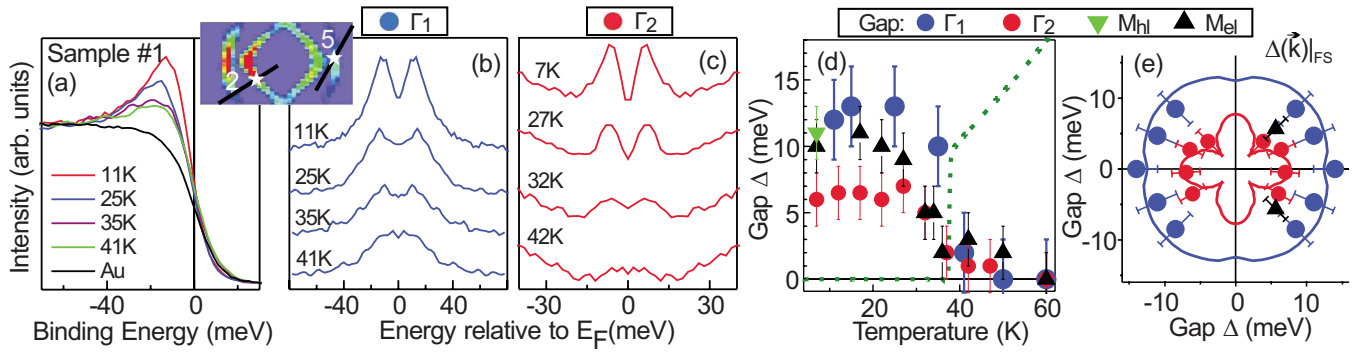 Γ1
Γ2
Gap: Γ1 Γ2 Mhl Mel
Sample #1
(a)
2
5
(b)
(c)
(d)
(e)
Δ(k⃗)|FS
Intensity (arb. units)
11K
25K
35K
41K
Au
-40 0
Binding Energy (meV)
11K
25K
35K
41K
-40 0 40
7K
27K
32K
42K
-30 0 30
Energy relative to EF(meV)
Gap Δ (meV)
15
10
5
0
20 40 60
Temperature (K)
10
0
-10
Gap Δ (meV)
-10 0 10
Gap Δ (meV)